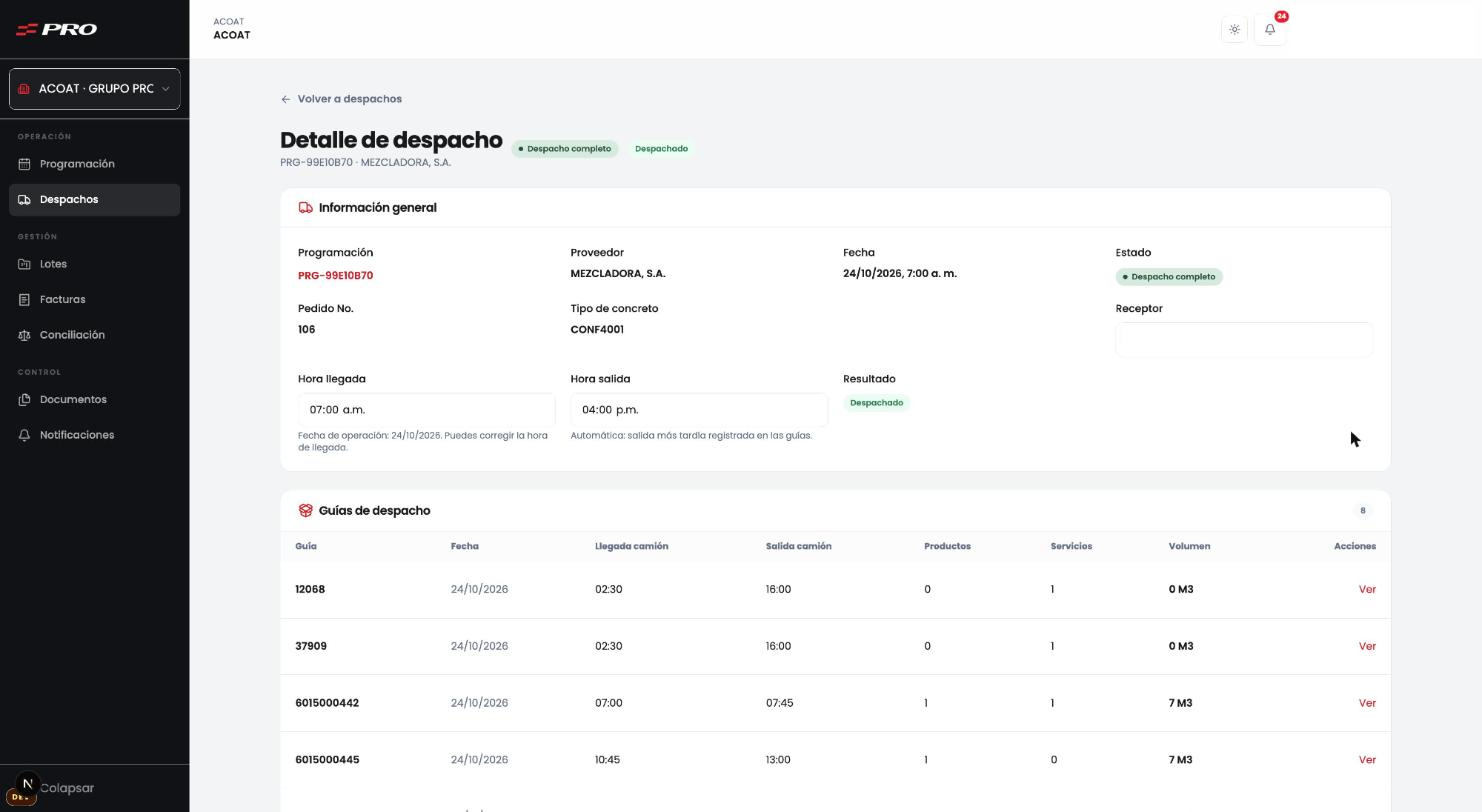 PRO
ACOAT · GRUPO PRO
OPERACIÓN
Programación
Despachos
GESTIÓN
Lotes
Facturas
Conciliación
CONTROL
Documentos
Notificaciones
N
Colapsar
ACOAT
ACOAT
24
Volver a despachos
Detalle de despacho
Despacho completo
Despachado
PRG-99E10B70 · MEZCLADORA, S.A.
Información general
Programación
Proveedor
Fecha
Estado
PRG-99E10B70
MEZCLADORA, S.A.
24/10/2026, 7:00 a. m.
Despacho completo
Pedido No.
Tipo de concreto
Receptor
106
CONF4001
Hora llegada
Hora salida
Resultado
07:00 a.m.
04:00 p.m.
Despachado
Fecha de operación: 24/10/2026. Puedes corregir la hora
de llegada.
Automática: salida más tardía registrada en las guías.
Guías de despacho
8
Guía Fecha Llegada camión Salida camión Productos Servicios Volumen Acciones
12068 24/10/2026 02:30 16:00 0 1 0 M3 Ver
37909 24/10/2026 02:30 16:00 0 1 0 M3 Ver
6015000442 24/10/2026 07:00 07:45 1 1 7 M3 Ver
6015000445 24/10/2026 10:45 13:00 1 0 7 M3 Ver